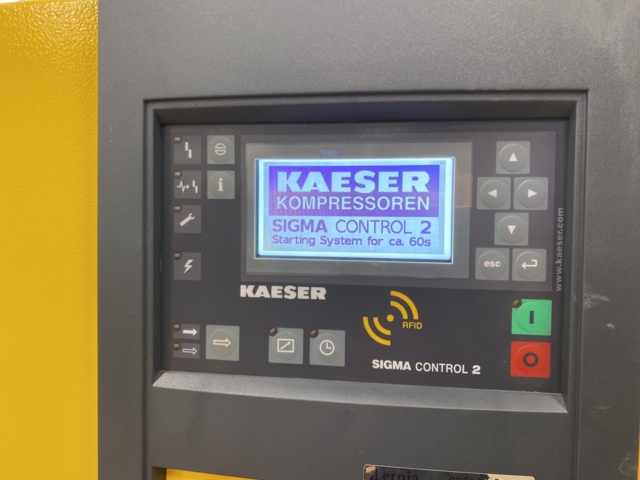 KAESER
KOMPRESSOREN
SIGMA CONTROL 2
Starting System for ca. 60s
esc
www.kaeser.com
KAESER
RFID
SIGMA CONTROL 2